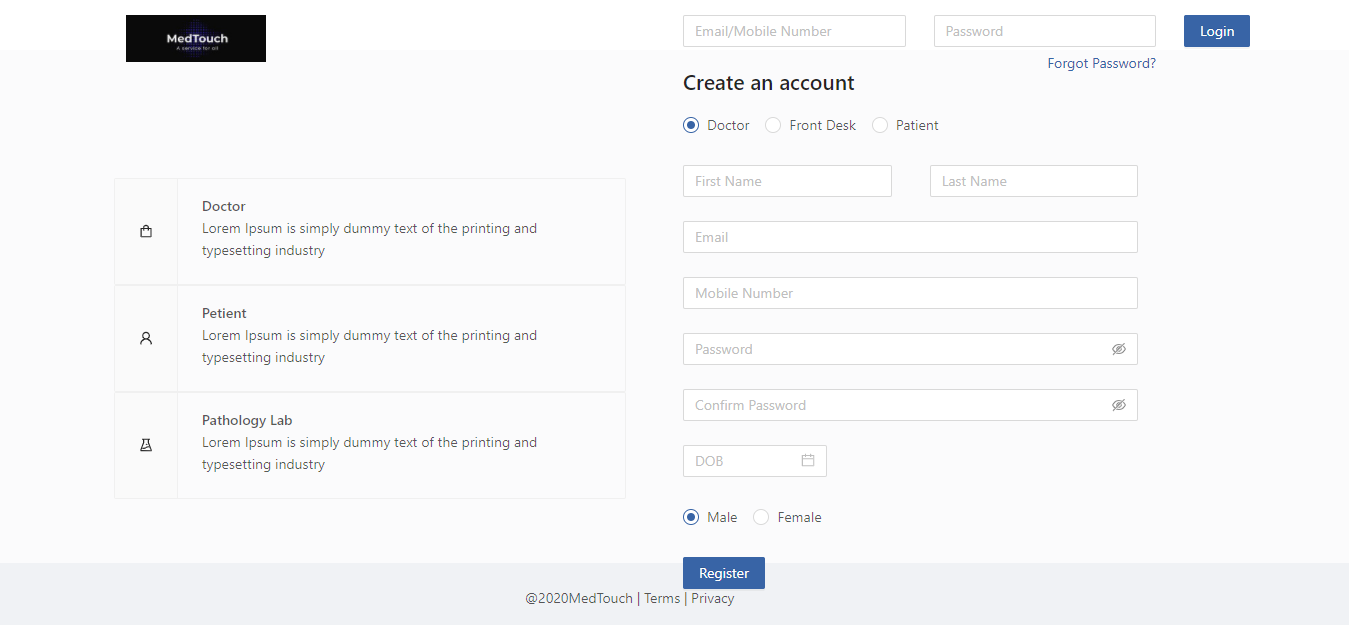 MedTouch
A service for all
Email/Mobile Number
Password
Login
Forgot Password?
Create an account
Doctor
Front Desk
Patient
First Name
Last Name
Email
Mobile Number
Password
Confirm Password
DOB
Male
Female
Register
Doctor
Lorem Ipsum is simply dummy text of the printing and
typesetting industry
Petient
Lorem Ipsum is simply dummy text of the printing and
typesetting industry
Pathology Lab
Lorem Ipsum is simply dummy text of the printing and
typesetting industry
@2020MedTouch | Terms | Privacy